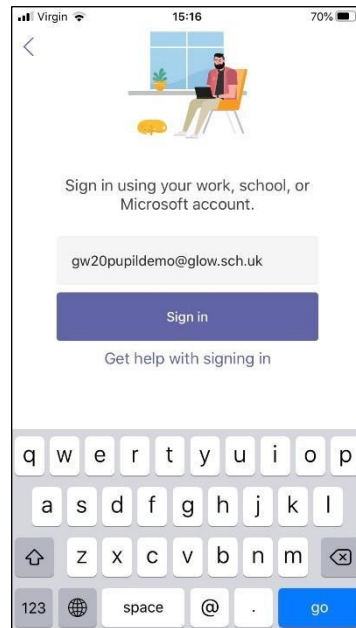 Virgin 15:16 70%
Sign in using your work, school, or
Microsoft account.
gw20pupildemo@glow.sch.uk
Sign in
Get help with signing in
q w e r t y u i o p
a s d f g h j k l
z x c v b n m
123 space @ . go